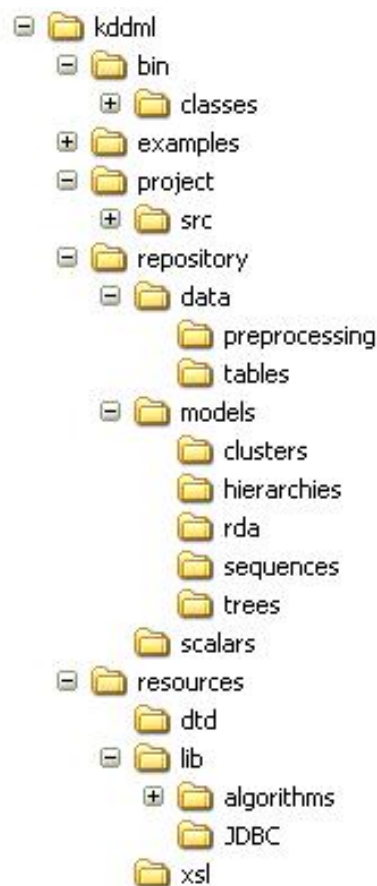 kddml
bin
classes
examples
project
src
repository
data
preprocessing
tables
models
clusters
hierarchies
rda
sequences
trees
scalars
resources
dtd
lib
algorithms
JDBC
xsl